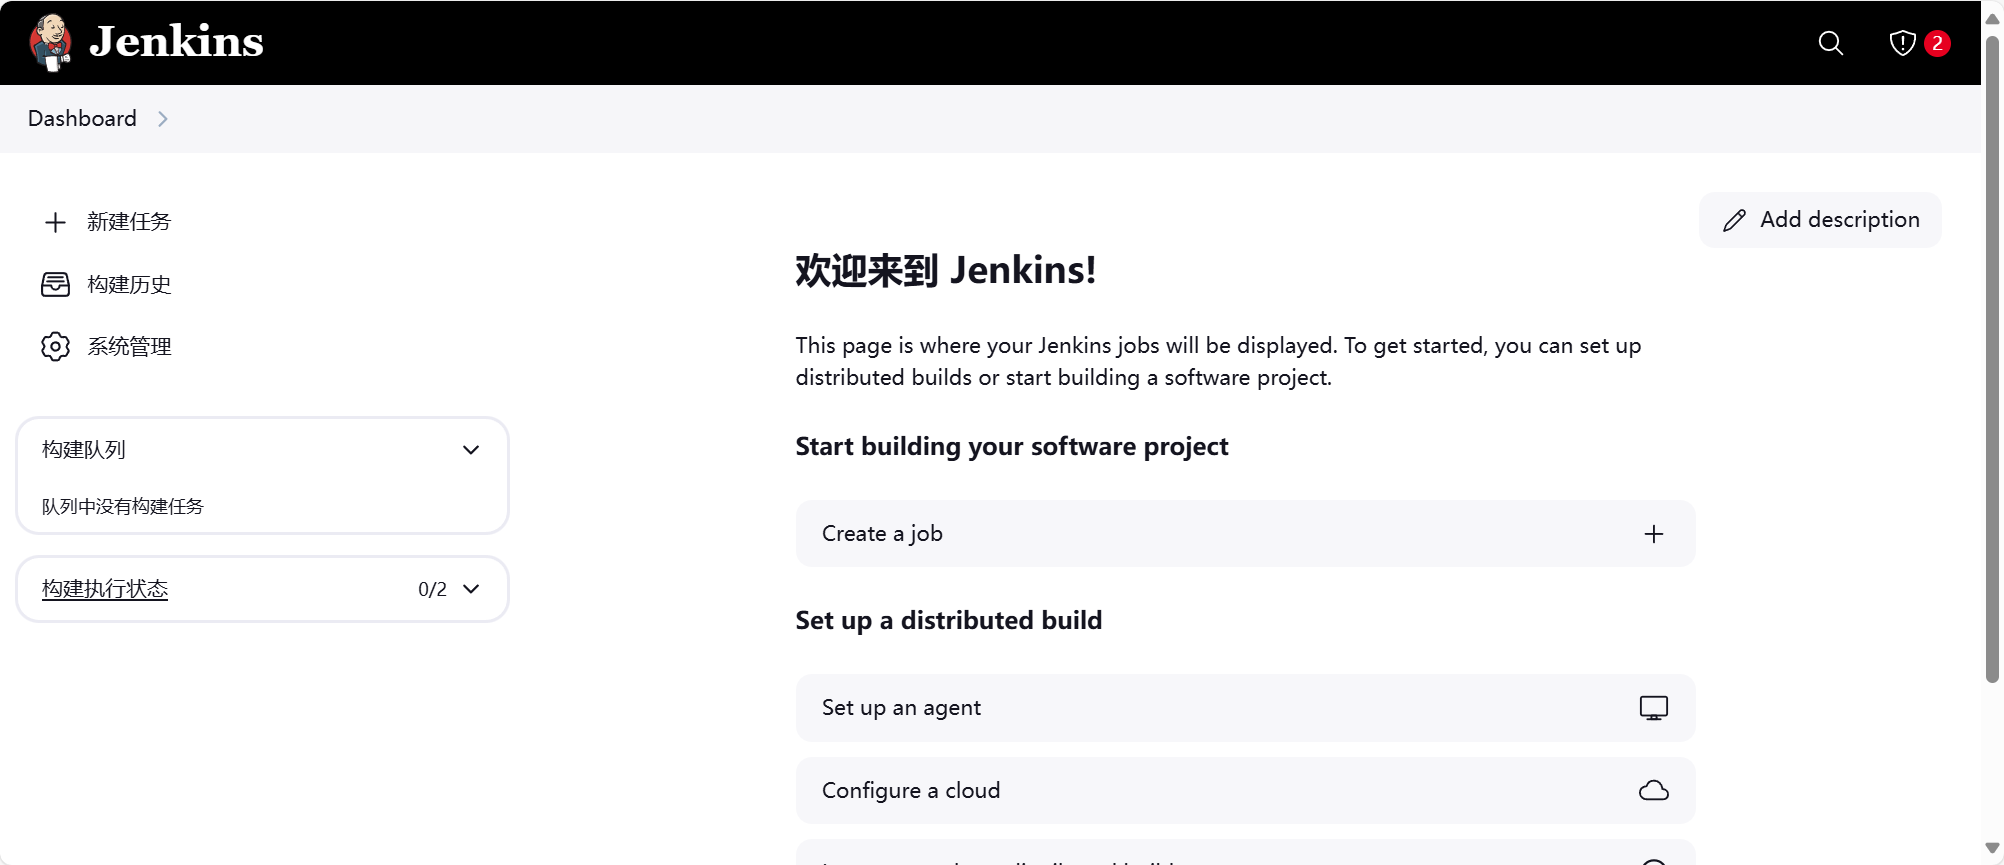 Jenkins
2
Dashboard
新建任务
构建历史
系统管理
构建队列
队列中没有构建任务
构建执行状态 0/2
Add description
欢迎来到 Jenkins!
This page is where your Jenkins jobs will be displayed. To get started, you can set up
distributed builds or start building a software project.
Start building your software project
Create a job
Set up a distributed build
Set up an agent
Configure a cloud